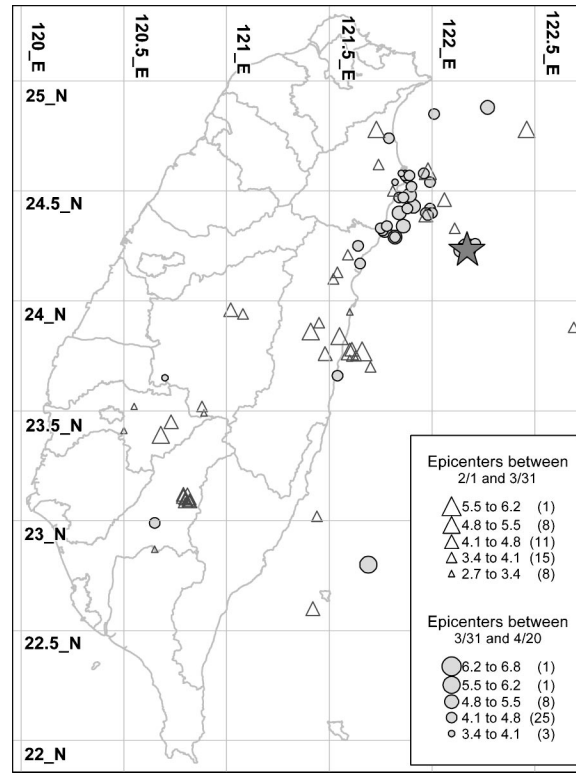 120_E
120.5_E
121_E
121.5_E
122_E
122.5_E
25_N
24.5_N
24_N
23.5_N
23_N
22.5_N
22_N
Epicenters between
2/1 and 3/31
5.5 to 6.2 (1)
4.8 to 5.5 (8)
4.1 to 4.8 (11)
3.4 to 4.1 (15)
2.7 to 3.4 (8)
Epicenters between
3/31 and 4/20
6.2 to 6.8 (1)
5.5 to 6.2 (1)
4.8 to 5.5 (8)
4.1 to 4.8 (25)
3.4 to 4.1 (3)